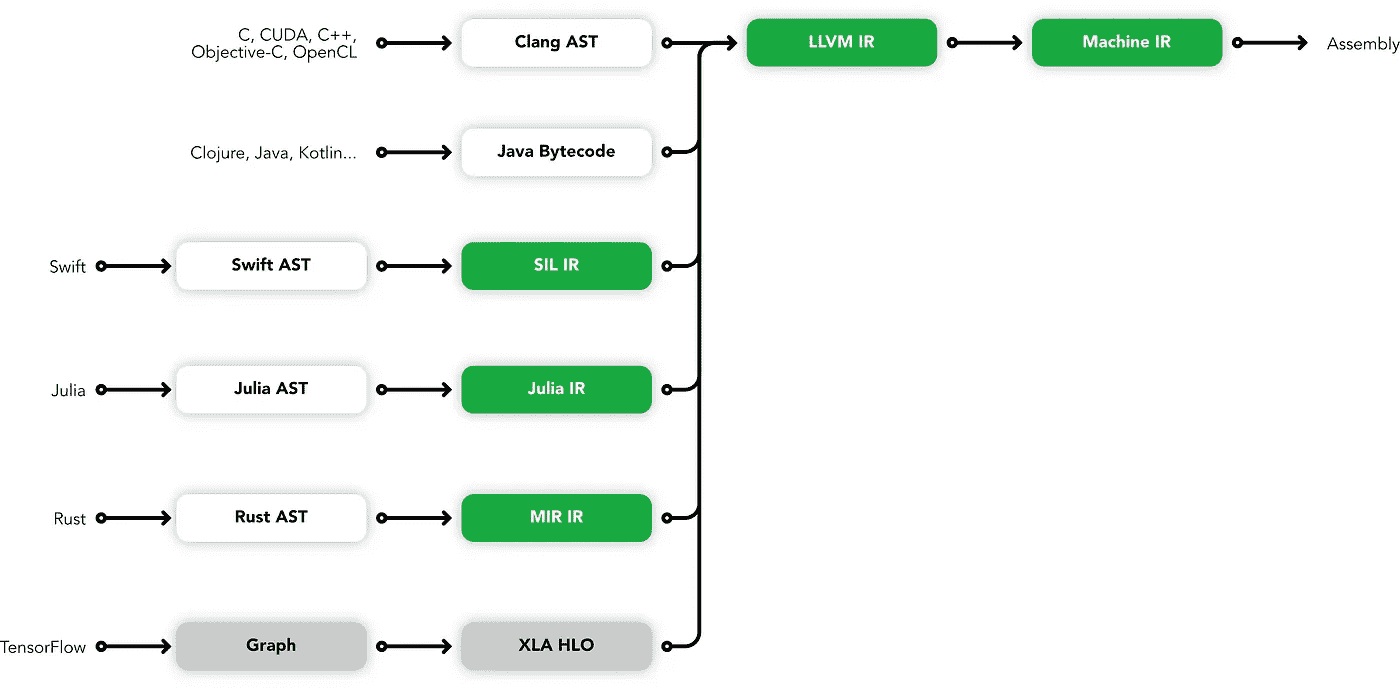 C, CUDA, C++,
Objective-C, OpenCL
Clang AST
LLVM IR
Machine IR
Assembly
Clojure, Java, Kotlin...
Java Bytecode
Swift
Swift AST
SIL IR
Julia
Julia AST
Julia IR
Rust
Rust AST
MIR IR
TensorFlow
Graph
XLA HLO